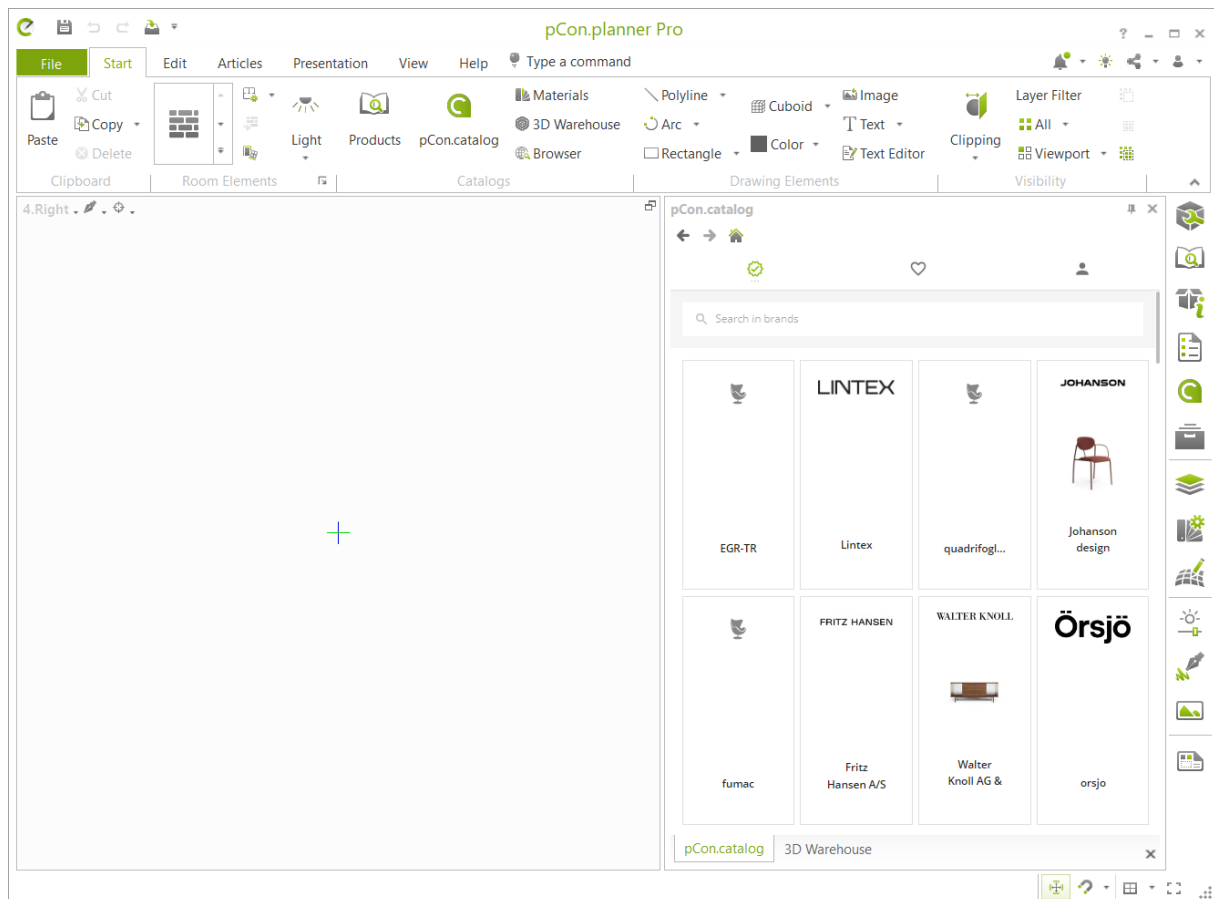 pCon.planner Pro
File Start Edit Articles Presentation View Help Type a command
Paste
Cut
Copy
Delete
Clipboard
Room Elements
Light
Products
pCon.catalog
Materials
3D Warehouse
Browser
Catalogs
Polyline
Arc
Rectangle
Cuboid
Color
Image
Text
Text Editor
Drawing Elements
Clipping
Layer Filter
All
Viewport
Visibility
4.Right
pCon.catalog
Search in brands
EGR-TR
LINTEX
Lintex
quadrifogl...
JOHANSON
Johanson
design
fumac
FRITZ HANSEN
Fritz
Hansen A/S
WALTER KNOLL
Walter
Knoll AG &
Örsjö
orsjo
pCon.catalog 3D Warehouse